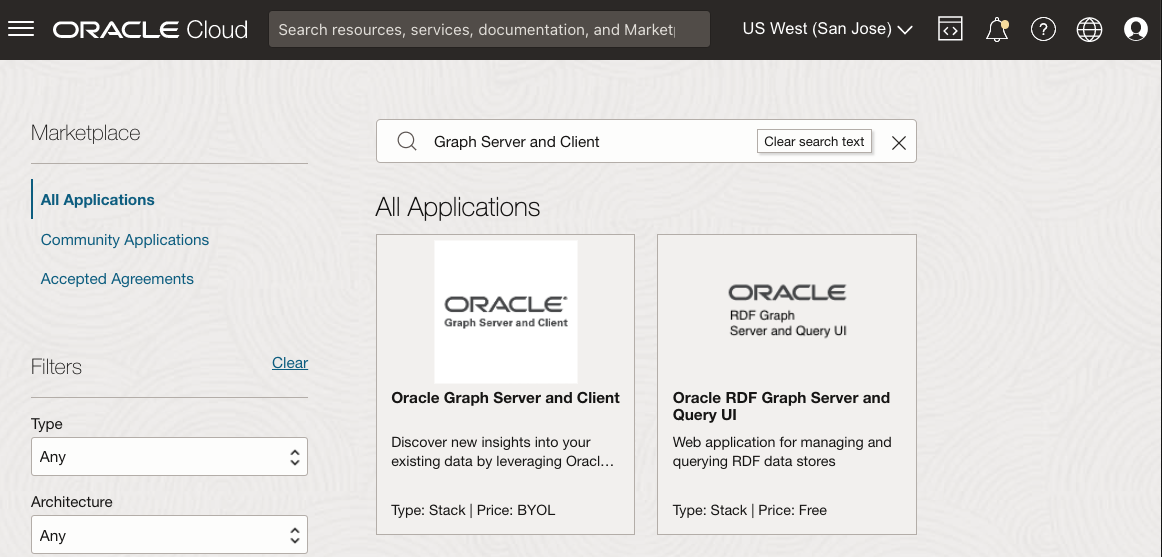 ORACLE Cloud
Search resources, services, documentation, and Market
US West (San Jose)
Marketplace
All Applications
Community Applications
Accepted Agreements
Filters
Clear
Type
Any
Architecture
Any
Graph Server and Client
Clear search text
All Applications
ORACLE®
Graph Server and Client
Oracle Graph Server and Client
Discover new insights into your
existing data by leveraging Oracl...
Type: Stack | Price: BYOL
ORACLE
RDF Graph
Server and Query UI
Oracle RDF Graph Server and
Query UI
Web application for managing and
querying RDF data stores
Type: Stack | Price: Free